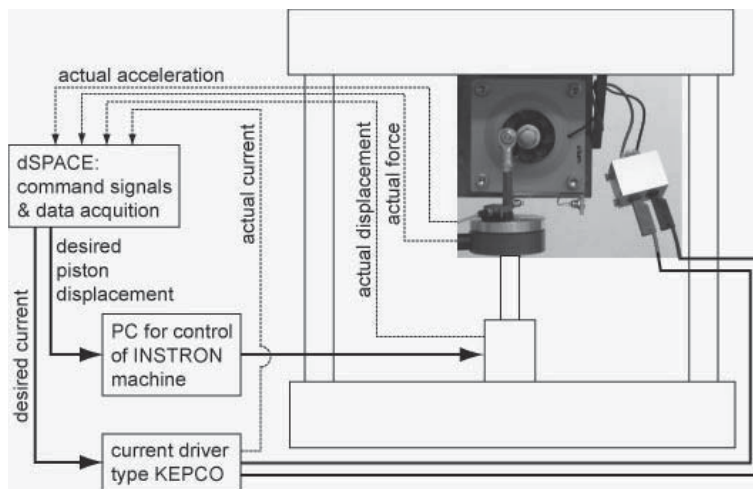 actual acceleration
dSPACE:
command signals
& data acquition
actual current
actual displacement
actual force
desired
piston
displacement
desired current
PC for control
of INSTRON
machine
current driver
type KEPCO